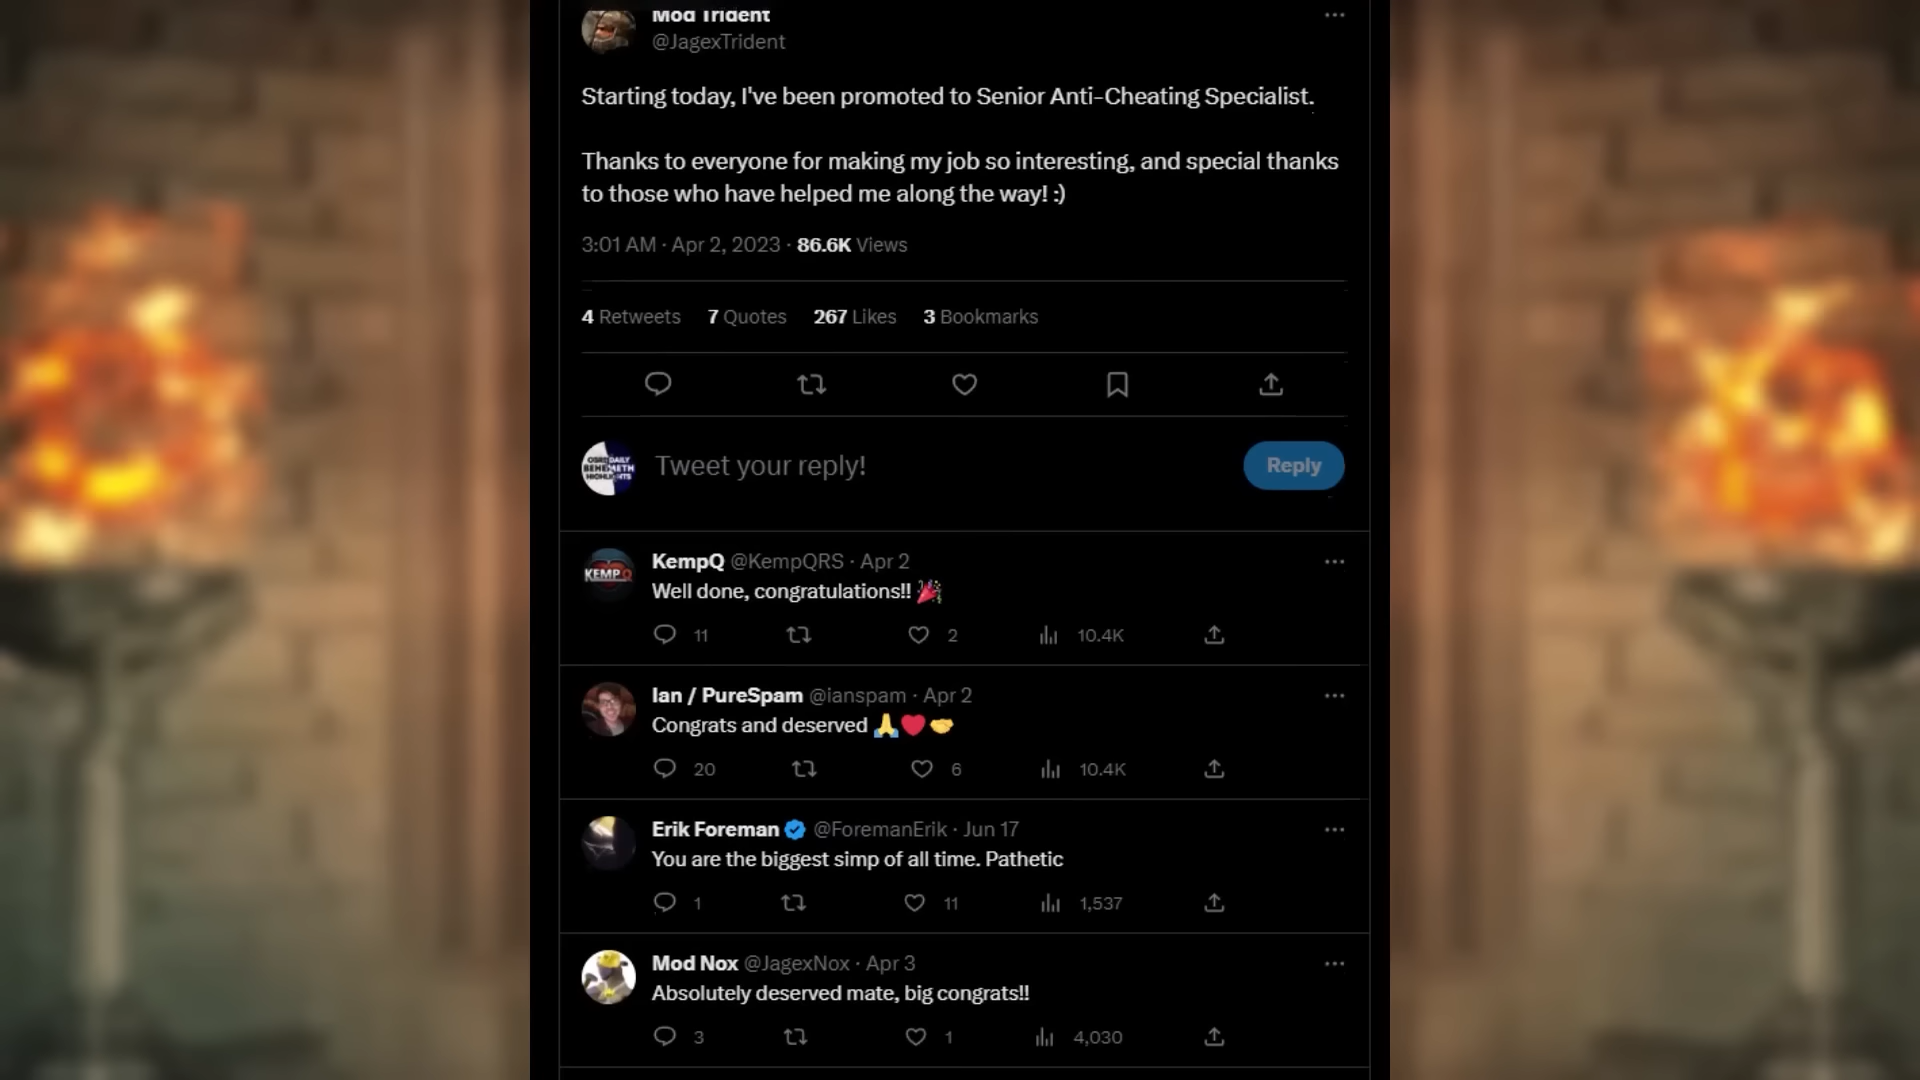 Mod Trident
@JagexTrident
Starting today, I've been promoted to Senior Anti-Cheating Specialist.
Thanks to everyone for making my job so interesting, and special thanks
to those who have helped me along the way! :)
3:01 AM · Apr 2, 2023 · 86.6K Views
4 Retweets 7 Quotes 267 Likes 3 Bookmarks
OSRS DAILY
BEHEMETH
HIGHLIGHTS
Tweet your reply!
Reply
KEMPQ
KempQ @KempQRS · Apr 2
Well done, congratulations!! 🎉
11 2 10.4K
Ian / PureSpam @ianspam · Apr 2
Congrats and deserved 🙏❤️🤝
20 6 10.4K
Erik Foreman @ForemanErik · Jun 17
You are the biggest simp of all time. Pathetic
1 11 1,537
Mod Nox @JagexNox · Apr 3
Absolutely deserved mate, big congrats!!
3 1 4,030